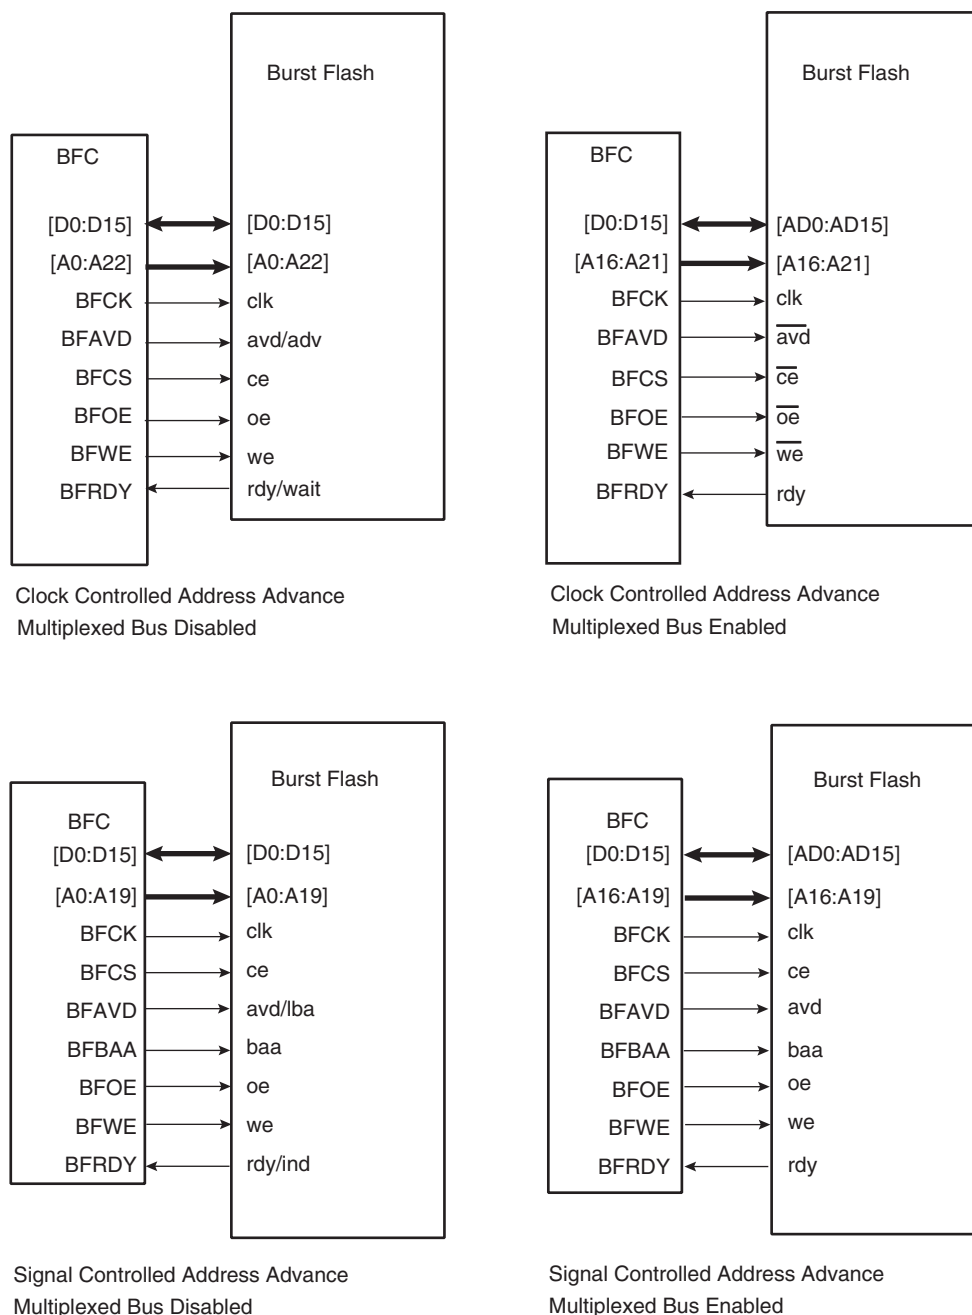 Burst Flash
BFC
[D0:D15] [D0:D15]
[A0:A22] [A0:A22]
BFCK clk
BFAVD avd/adv
BFCS ce
BFOE oe
BFWE we
BFRDY rdy/wait
Clock Controlled Address Advance
Multiplexed Bus Disabled
Burst Flash
BFC
[D0:D15] [AD0:AD15]
[A16:A21] [A16:A21]
BFCK clk
BFAVD avd
BFCS ce
BFOE oe
BFWE we
BFRDY rdy
Clock Controlled Address Advance
Multiplexed Bus Enabled
Burst Flash
BFC
[D0:D15] [D0:D15]
[A0:A19] [A0:A19]
BFCK clk
BFCS ce
BFAVD avd/lba
BFBAA baa
BFOE oe
BFWE we
BFRDY rdy/ind
Signal Controlled Address Advance
Multiplexed Bus Disabled
Burst Flash
BFC
[D0:D15] [AD0:AD15]
[A16:A19] [A16:A19]
BFCK clk
BFCS ce
BFAVD avd
BFBAA baa
BFOE oe
BFWE we
BFRDY rdy
Signal Controlled Address Advance
Multiplexed Bus Enabled